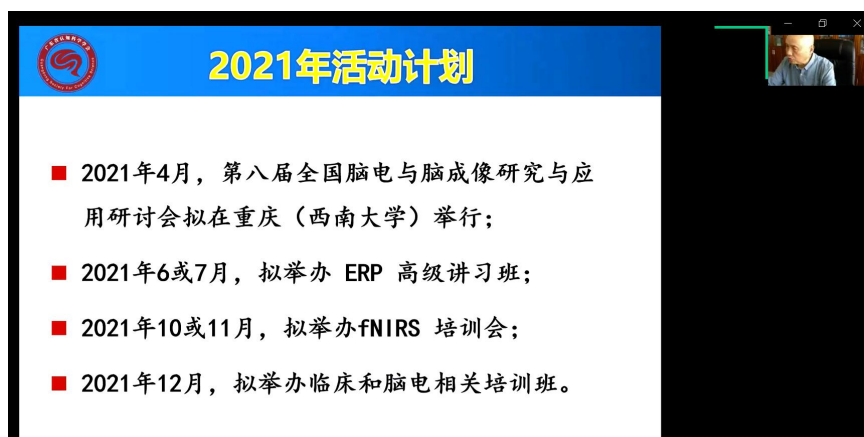 2021年活动计划
2021年4月，第八届全国脑电与脑成像研究与应
用研讨会拟在重庆（西南大学）举行；
2021年6或7月，拟举办 ERP 高级讲习班；
2021年10或11月，拟举办fNIRS 培训会；
2021年12月，拟举办临床和脑电相关培训班。